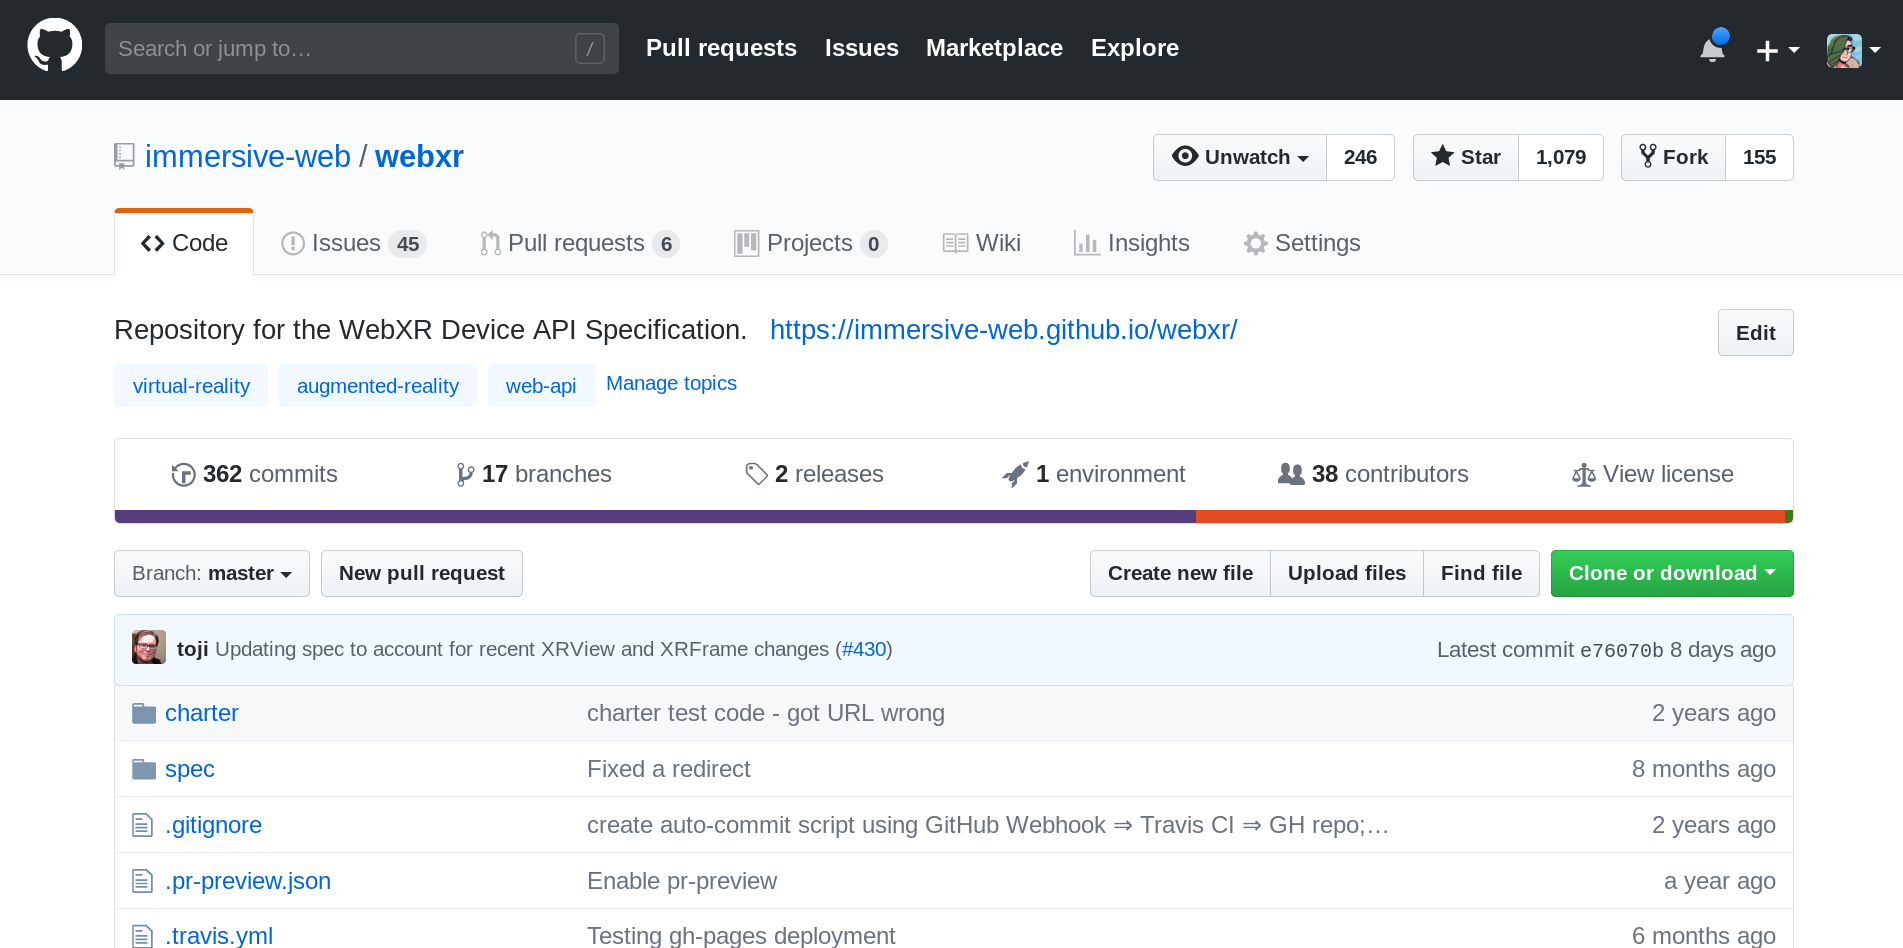 Search or jump to… /
Pull requests Issues Marketplace Explore
immersive-web / webxr
Unwatch 246 Star 1,079 Fork 155
Code Issues 45 Pull requests 6 Projects 0 Wiki Insights Settings
Repository for the WebXR Device API Specification. https://immersive-web.github.io/webxr/ Edit
virtual-reality augmented-reality web-api Manage topics
362 commits 17 branches 2 releases 1 environment 38 contributors View license
Branch: master New pull request Create new file Upload files Find file Clone or download
toji Updating spec to account for recent XRView and XRFrame changes (#430) Latest commit e76070b 8 days ago
charter charter test code - got URL wrong 2 years ago
spec Fixed a redirect 8 months ago
.gitignore create auto-commit script using GitHub Webhook ⇒ Travis CI ⇒ GH repo;… 2 years ago
.pr-preview.json Enable pr-preview a year ago
.travis.yml Testing gh-pages deployment 6 months ago